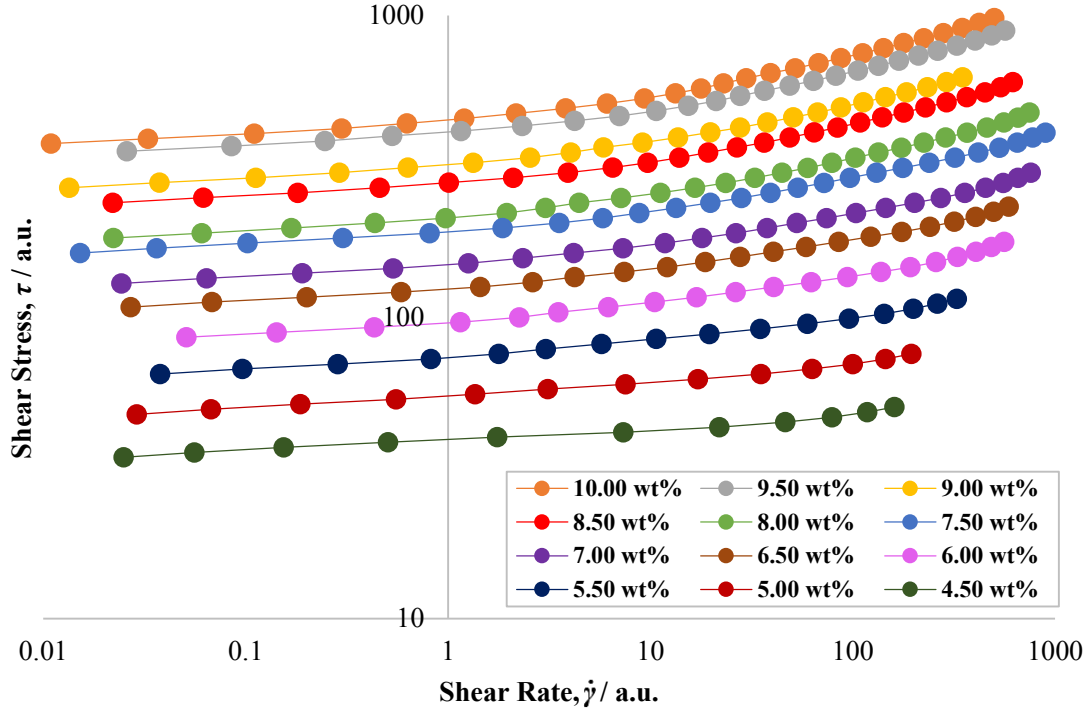 1000
100
10
0.01 0.1 1 10 100 1000
Shear Stress, τ / a.u.
Shear Rate, γ̇ / a.u.
10.00 wt% 9.50 wt% 9.00 wt%
8.50 wt% 8.00 wt% 7.50 wt%
7.00 wt% 6.50 wt% 6.00 wt%
5.50 wt% 5.00 wt% 4.50 wt%